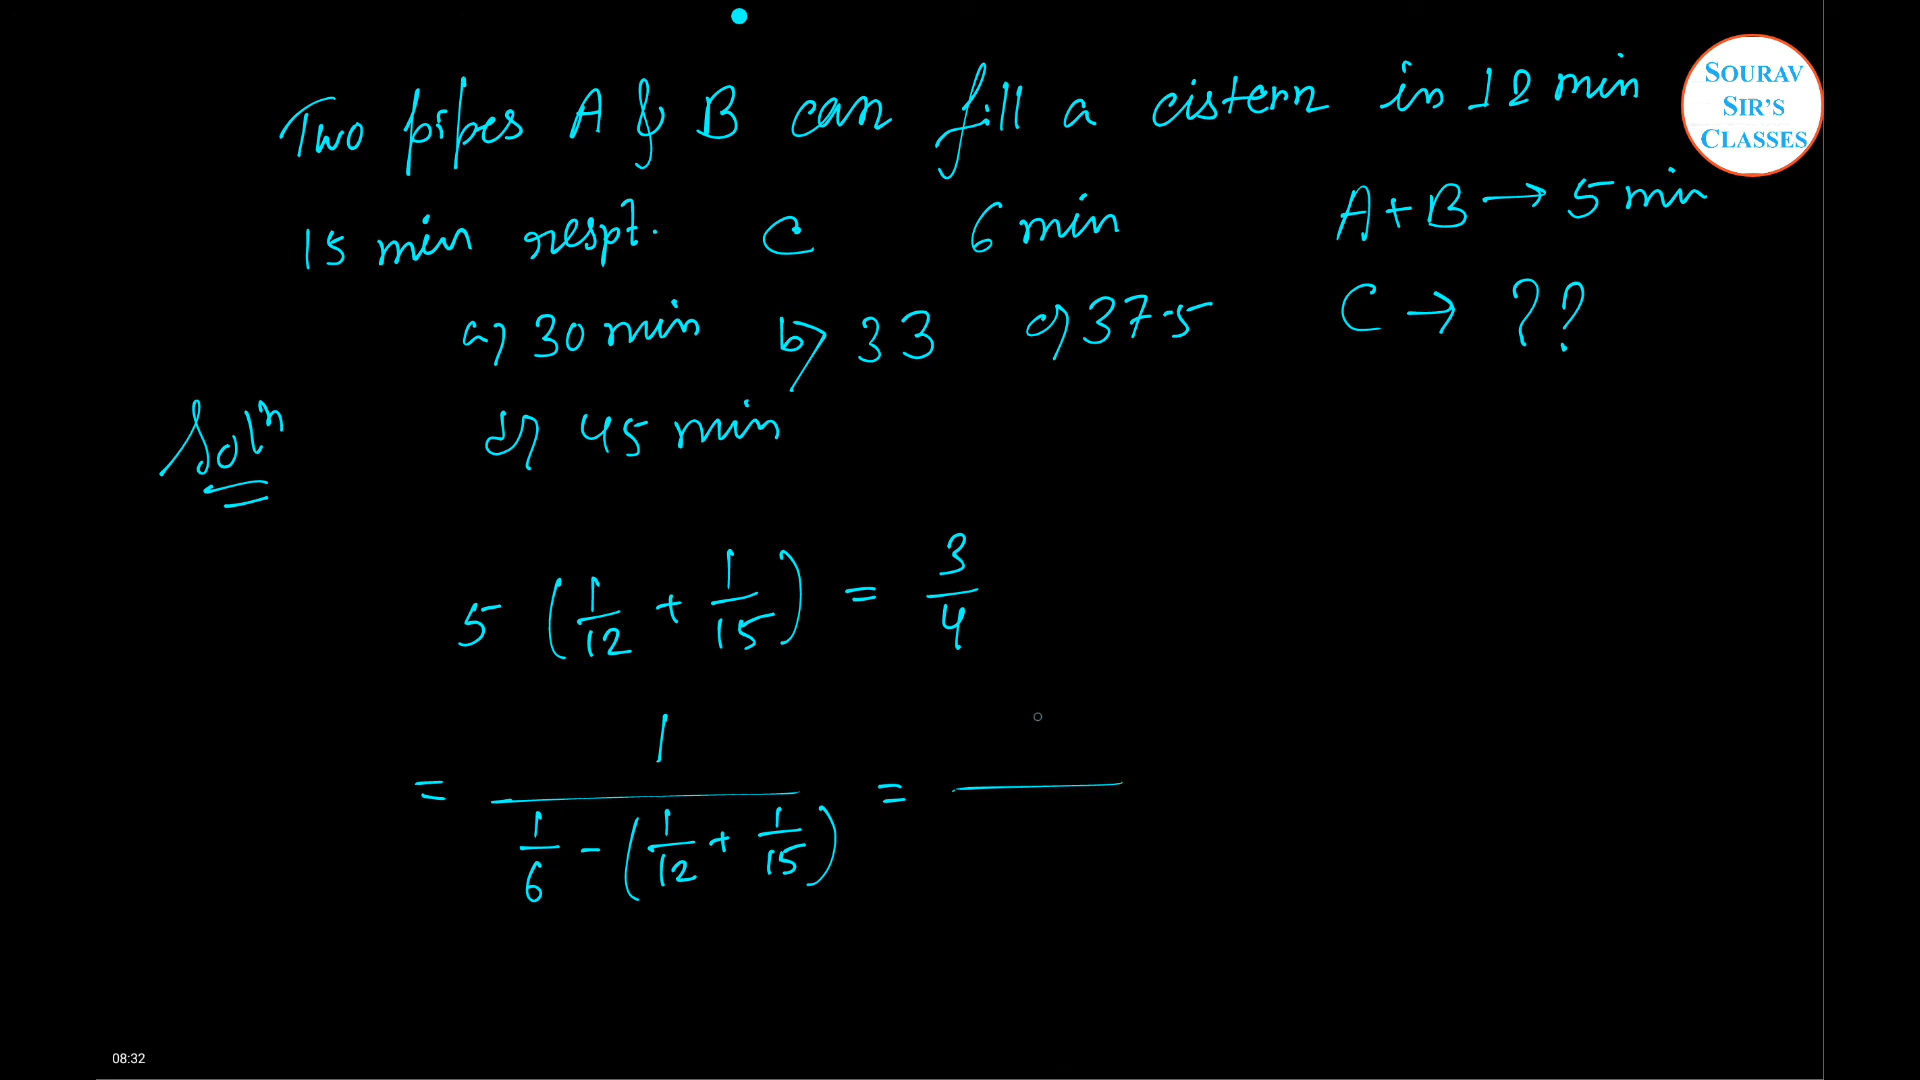 Two pipes A & B can fill a cistern in 12 min
SOURAV SIR'S CLASSES
15 min respt. C 6 min A+B → 5 min
a) 30 min b) 33 c) 37.5 C → ??
Solⁿ d) 45 min
5 (1/12 + 1/15) = 3/4
= 1/(1/6 - (1/12 + 1/15)) =
08:32